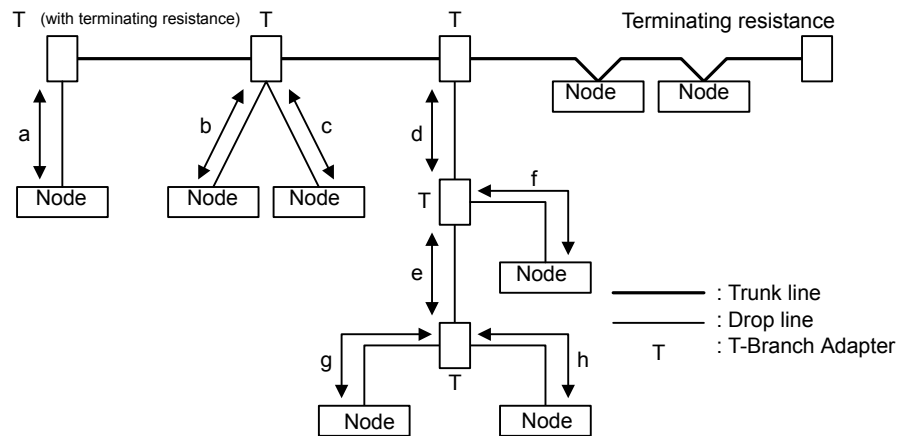 T (with terminating resistance) T T Terminating resistance
Node Node
a b c d
Node Node Node
T f
e Node
: Trunk line
: Drop line
T : T-Branch Adapter
g h
T
Node Node